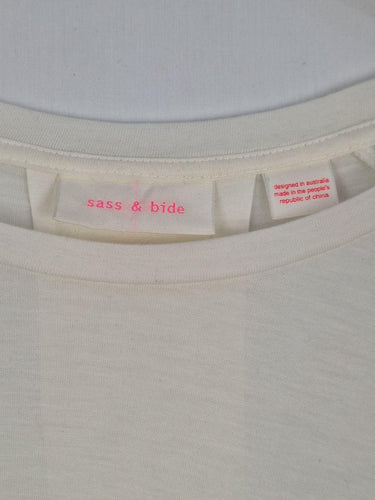 sass & bide
designed in australia
made in the people's
republic of china